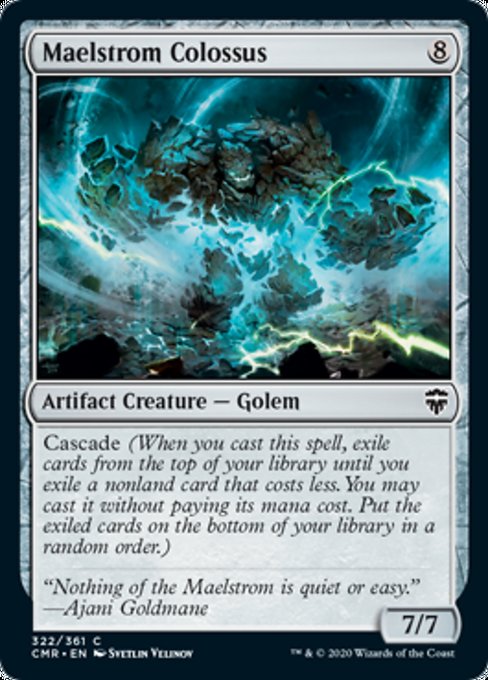 Maelstrom Colossus 8
Artifact Creature — Golem
Cascade (When you cast this spell, exile
cards from the top of your library until you
exile a nonland card that costs less. You may
cast it without paying its mana cost. Put the
exiled cards on the bottom of your library in a
random order.)
“Nothing of the Maelstrom is quiet or easy.”
—Ajani Goldmane
7/7
322/361 C
CMR • EN Svetlin Velinov
™ & © 2020 Wizards of the Coast